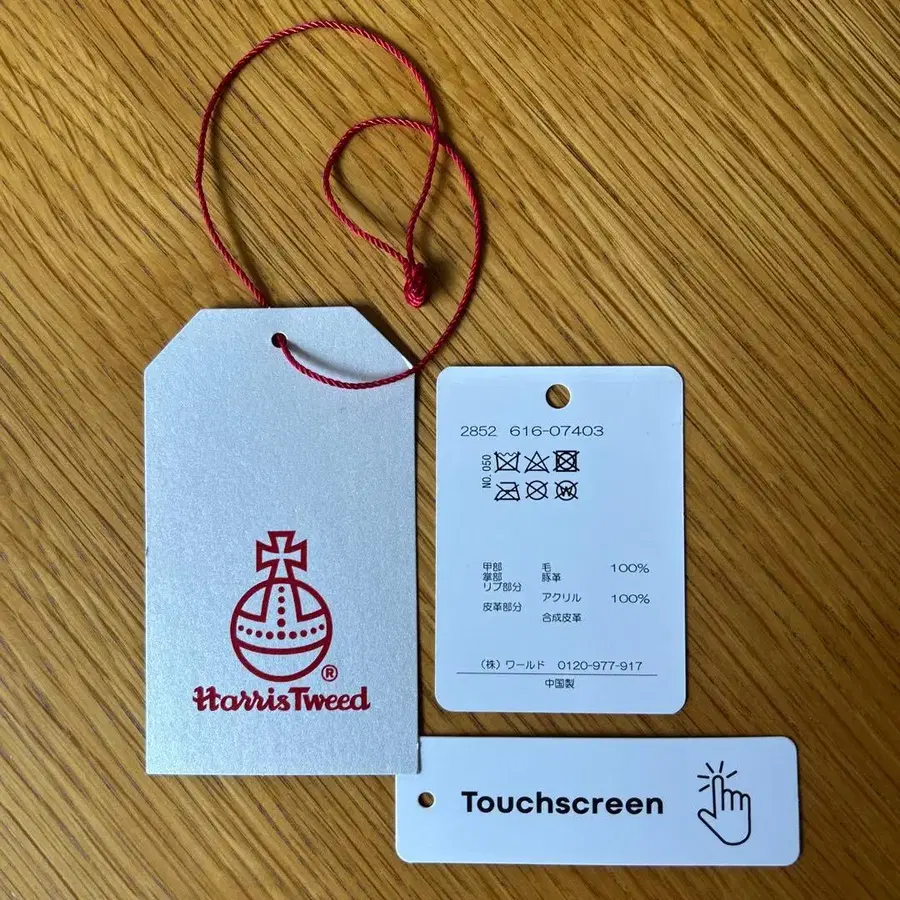 Harris Tweed
®
2852 616-07403
NO. 050
W
甲部 毛 100%
掌部 豚革
リブ部分 アクリル 100%
皮革部分 合成皮革
(株) ワールド 0120-977-917
中国製
Touchscreen